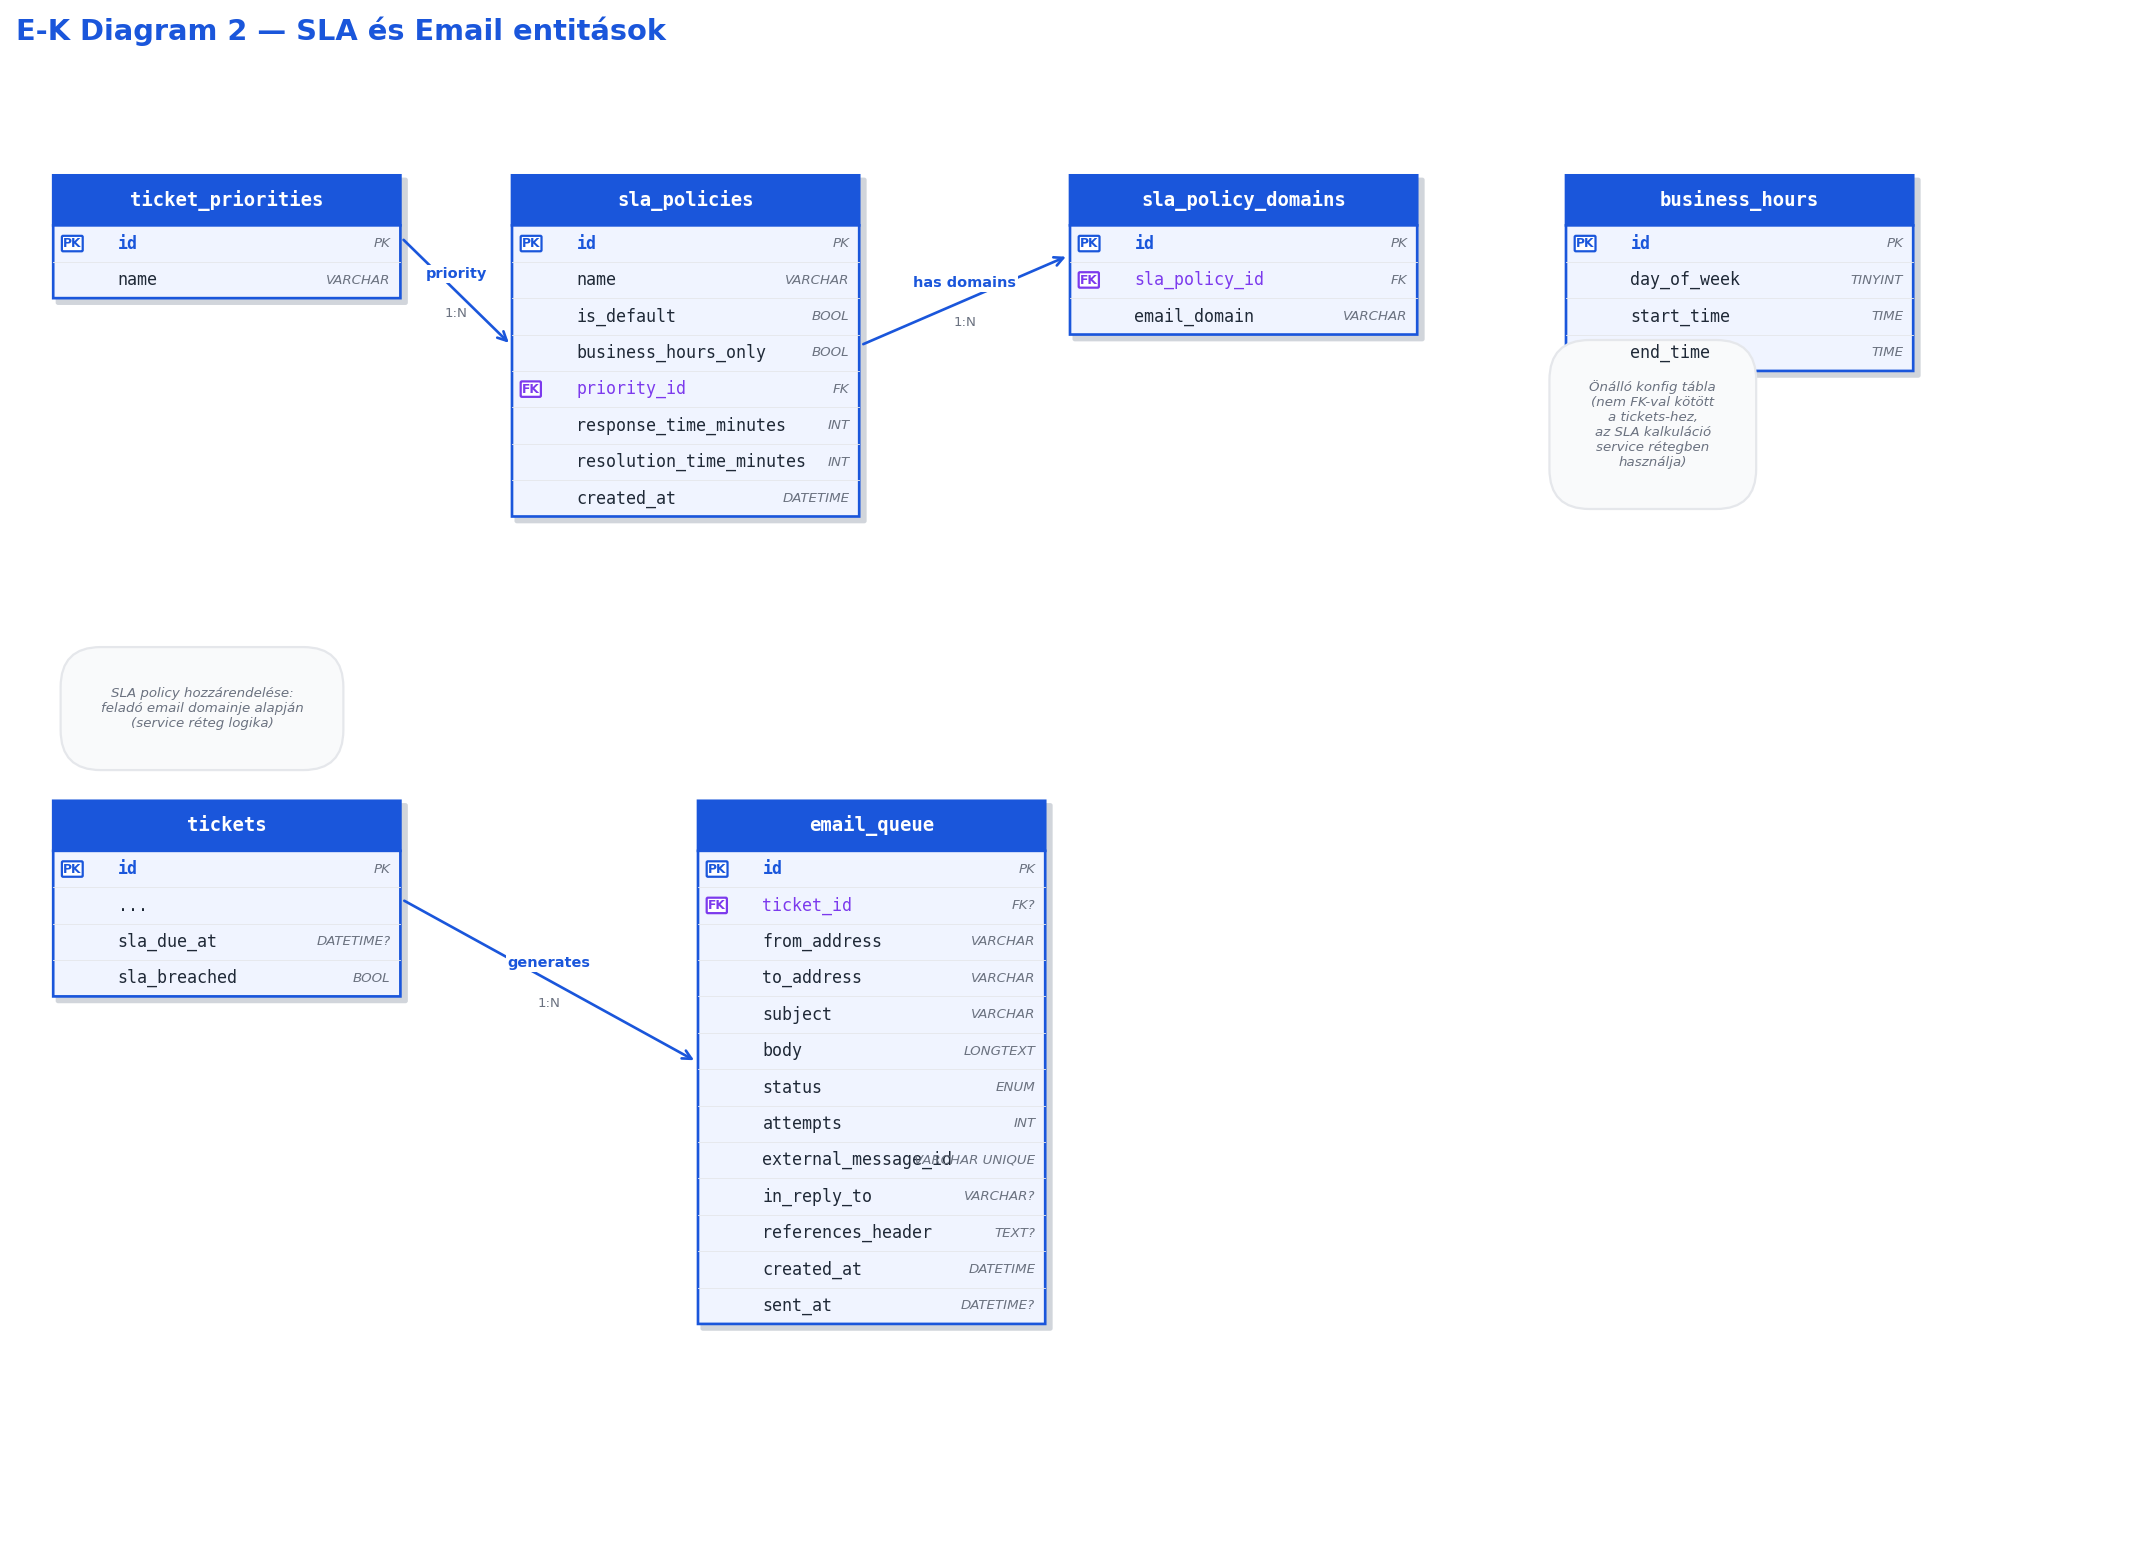 E-K Diagram 2 — SLA és Email entitások
ticket_priorities
PK id PK
name VARCHAR
priority
1:N
sla_policies
PK id PK
name VARCHAR
is_default BOOL
business_hours_only BOOL
FK priority_id FK
response_time_minutes INT
resolution_time_minutes INT
created_at DATETIME
has domains
1:N
sla_policy_domains
PK id PK
FK sla_policy_id FK
email_domain VARCHAR
business_hours
PK id PK
day_of_week TINYINT
start_time TIME
end_time TIME
Önálló konfig tábla
(nem FK-val kötött
a tickets-hez,
az SLA kalkuláció
service rétegben
használja)
SLA policy hozzárendelése:
feladó email domainje alapján
(service réteg logika)
tickets
PK id PK
...
sla_due_at DATETIME?
sla_breached BOOL
generates
1:N
email_queue
PK id PK
FK ticket_id FK?
from_address VARCHAR
to_address VARCHAR
subject VARCHAR
body LONGTEXT
status ENUM
attempts INT
external_message_id VARCHAR UNIQUE
in_reply_to VARCHAR?
references_header TEXT?
created_at DATETIME
sent_at DATETIME?